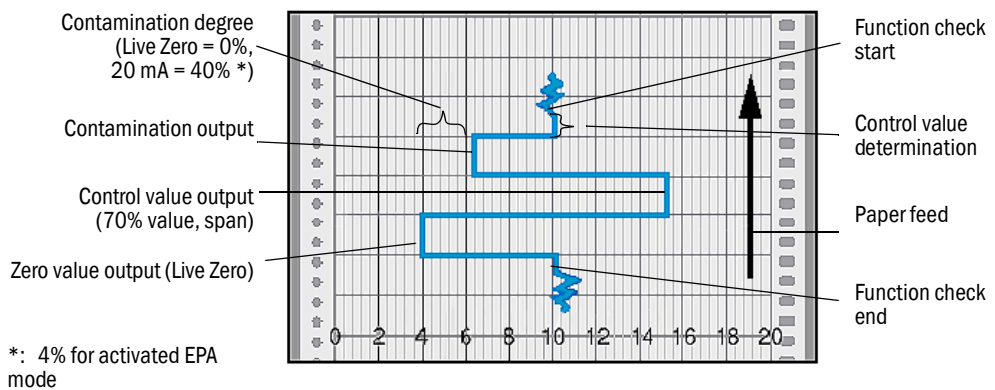 Contamination degree
(Live Zero = 0%,
20 mA = 40% *)
Contamination output
Control value output
(70% value, span)
Zero value output (Live Zero)
*: 4% for activated EPA
mode
0 2 4 6 8 10 12 14 16 18 20
Function check
start
Control value
determination
Paper feed
Function check
end